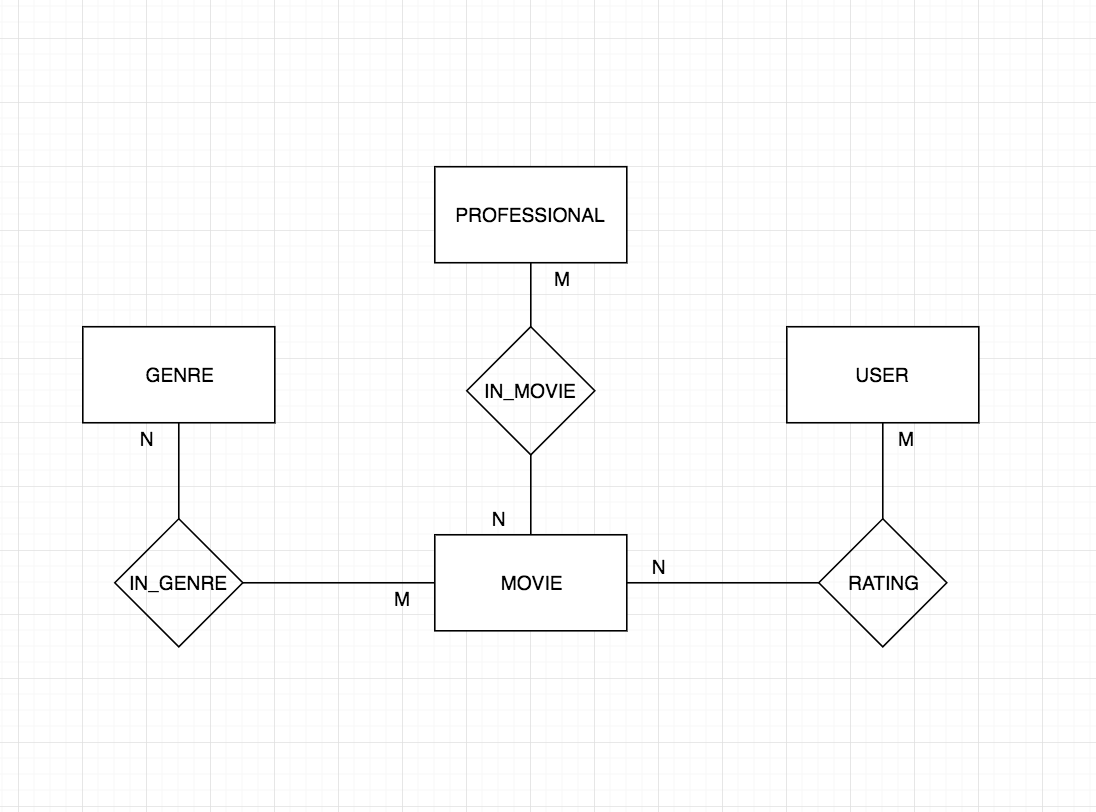 PROFESSIONAL
M
GENRE
IN_MOVIE
USER
N
M
N
N
IN_GENRE
M
MOVIE
RATING